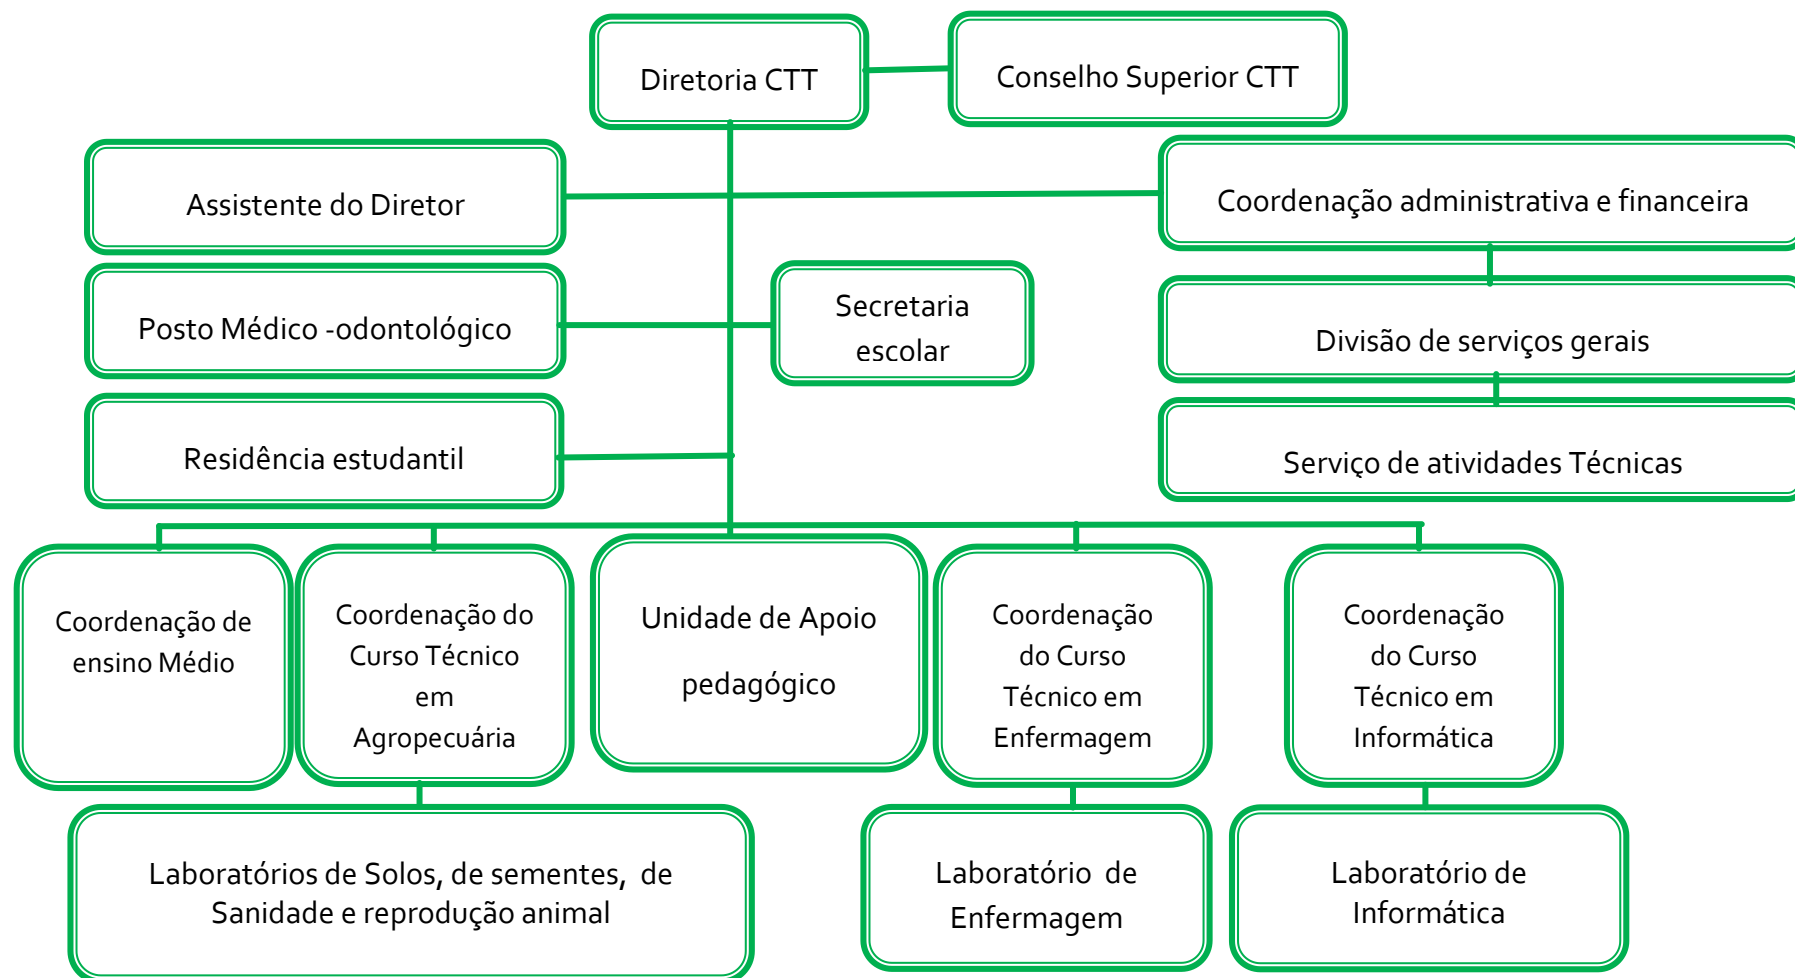 Diretoria CTT
Conselho Superior CTT
Assistente do Diretor
Coordenação administrativa e financeira
Posto Médico -odontológico
Secretaria
escolar
Divisão de serviços gerais
Residência estudantil
Serviço de atividades Técnicas
Coordenação de
ensino Médio
Coordenação do
Curso Técnico
em
Agropecuária
Unidade de Apoio
pedagógico
Coordenação
do Curso
Técnico em
Enfermagem
Coordenação
do Curso
Técnico em
Informática
Laboratórios de Solos, de sementes, de
Sanidade e reprodução animal
Laboratório de
Enfermagem
Laboratório de
Informática